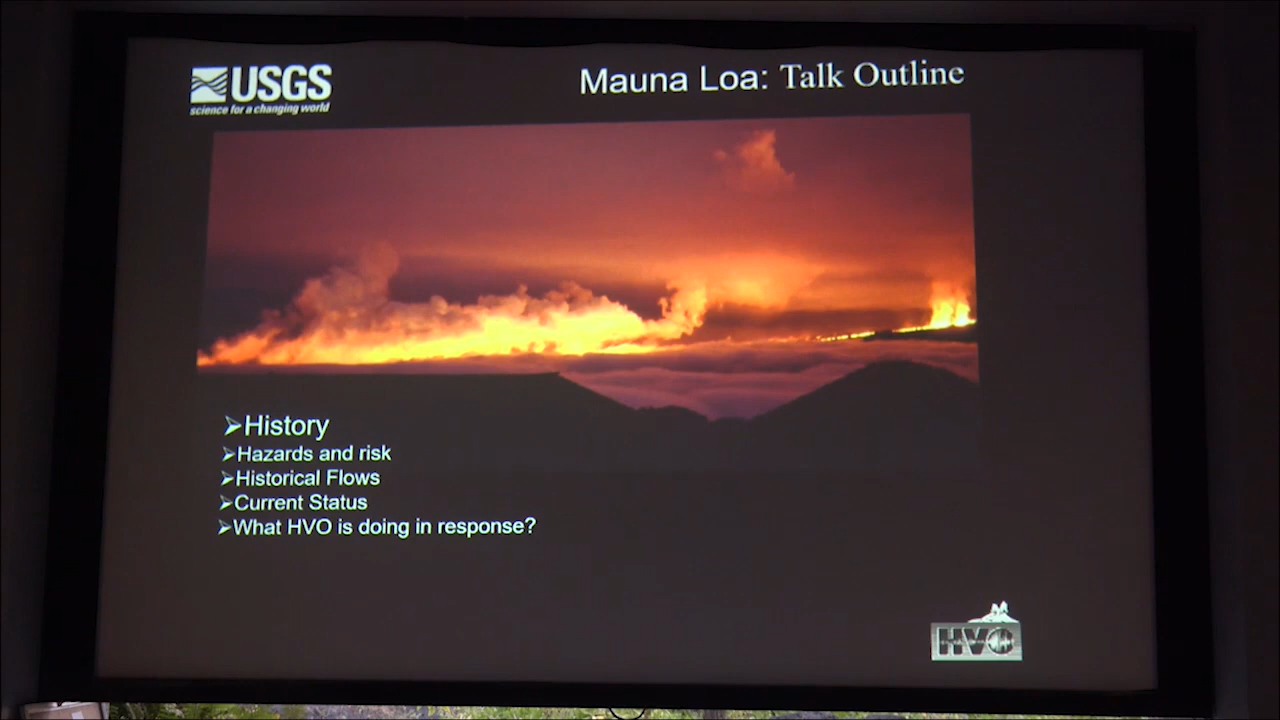 USGS
science for a changing world
Mauna Loa: Talk Outline
➢History
➢Hazards and risk
➢Historical Flows
➢Current Status
➢What HVO is doing in response?
HVO